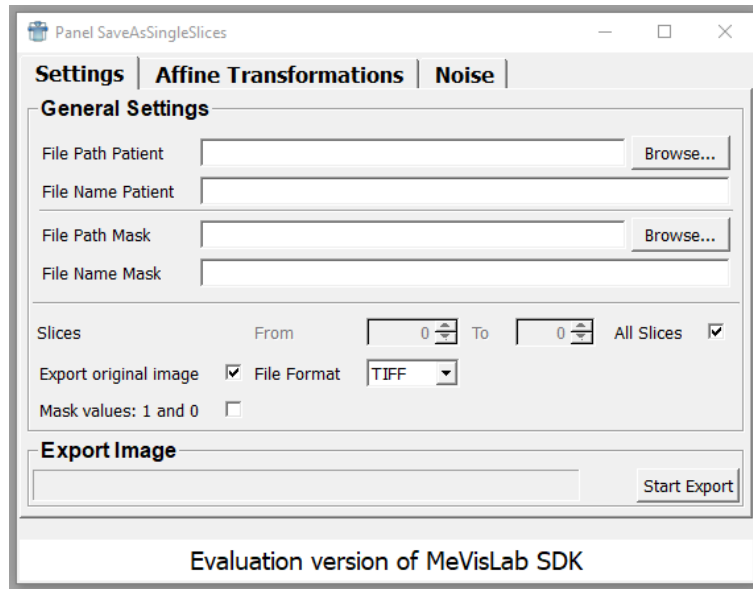 Panel SaveAsSingleSlices
Settings Affine Transformations Noise
General Settings
File Path Patient Browse...
File Name Patient
File Path Mask Browse...
File Name Mask
Slices From 0 To 0 All Slices
Export original image File Format TIFF
Mask values: 1 and 0
Export Image
Start Export
Evaluation version of MeVisLab SDK